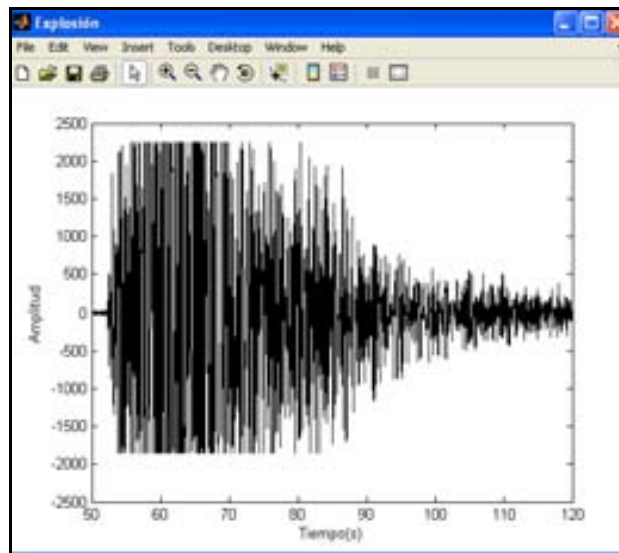 Explosión
File Edit View Insert Tools Desktop Window Help
2500
2000
1500
1000
500
0
-500
-1000
-1500
-2000
-2500
Amplitud
50 60 70 80 90 100 110 120
Tiempo(s)